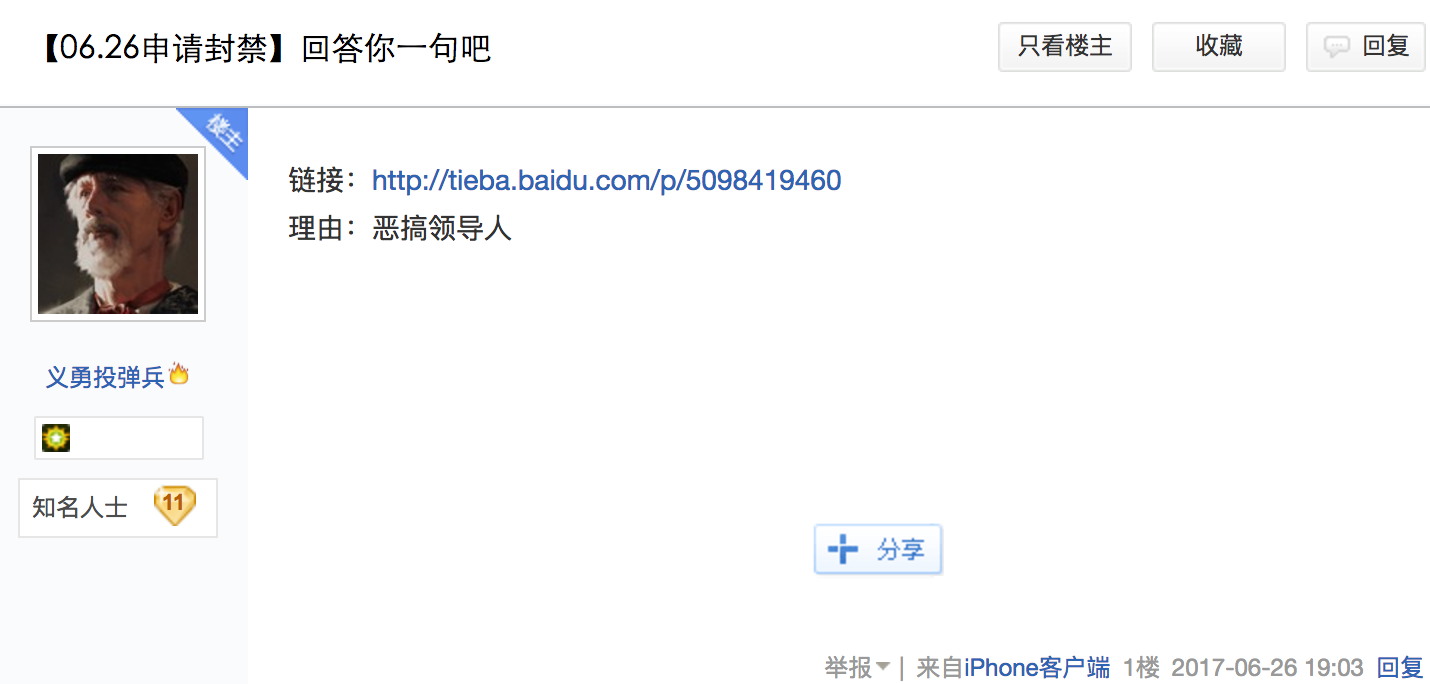 【06.26申请封禁】回答你一句吧
只看楼主
收藏
回复
楼主
链接：http://tieba.baidu.com/p/5098419460
理由：恶搞领导人
义勇投弹兵
知名人士 11
分享
举报 | 来自iPhone客户端 1楼 2017-06-26 19:03 回复